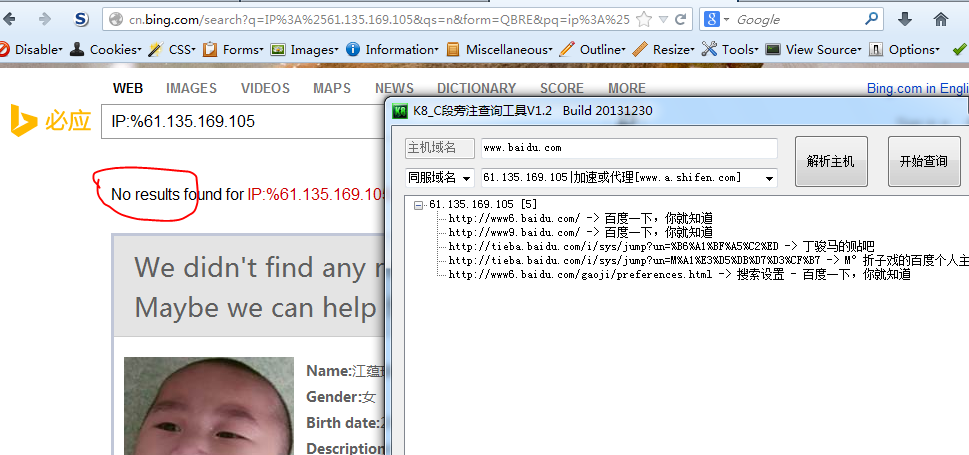 cn.bing.com/search?q=IP%3A%2561.135.169.105&qs=n&form=QBRE&pq=ip%3A%25
Google
Disable Cookies CSS Forms Images Information Miscellaneous Outline Resize Tools View Source Options
WEB IMAGES VIDEOS MAPS NEWS DICTIONARY SCORE MORE
Bing.com in Engli
必应
IP:%61.135.169.105
No results found for IP:%61.135.169.105
We didn't find any r
Maybe we can help
Name:江蕴
Gender:女
Birth date:2
Description
K8_C段旁注查询工具V1.2 Build 20131230
主机域名
www.baidu.com
解析主机
开始查询
同服域名
61.135.169.105|加速或代理[www.a.shifen.com]
61.135.169.105 [5]
http://www6.baidu.com/ -> 百度一下，你就知道
http://www9.baidu.com/ -> 百度一下，你就知道
http://tieba.baidu.com/i/sys/jump?un=%B6%A1%BF%A5%C2%ED -> 丁骏马的贴吧
http://tieba.baidu.com/i/sys/jump?un=M%A1%E3%D5%DB%D7%D3%CF%B7 -> M°折子戏的百度个人主
http://www6.baidu.com/gaoji/preferences.html -> 搜索设置 - 百度一下，你就知道